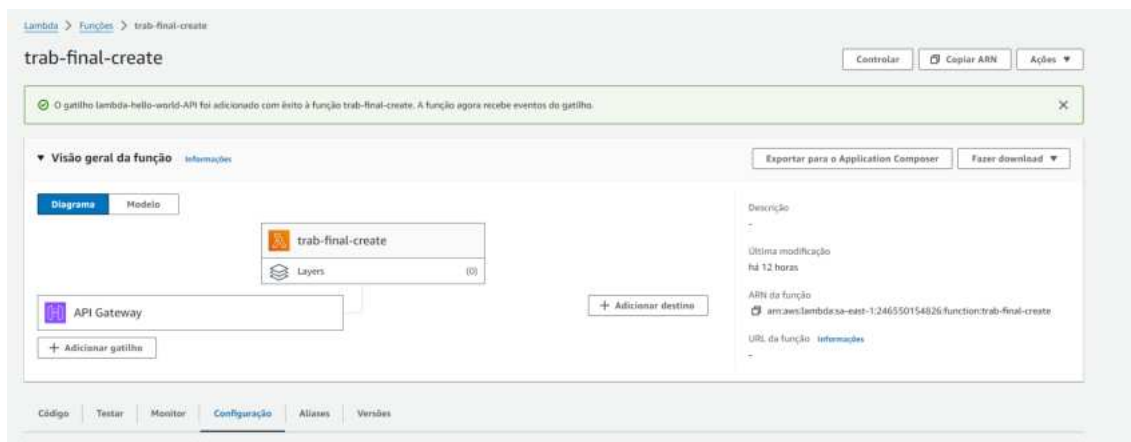 Lambda > Funções > trab-final-create
trab-final-create
Controlar
Copiar ARN
Ações
O gatilho lambda-hello-world-API foi adicionado com êxito à função trab-final-create. A função agora recebe eventos do gatilho.
Visão geral da função Informações
Exportar para o Application Composer
Fazer download
Diagrama
Modelo
trab-final-create
Layers (0)
API Gateway
+ Adicionar gatilho
+ Adicionar destino
Descrição
-
Última modificação
há 12 horas
ARN da função
arn:aws:lambda:sa-east-1:246550154826:function:trab-final-create
URL da função Informações
-
Código Testar Monitor Configuração Aliases Versões